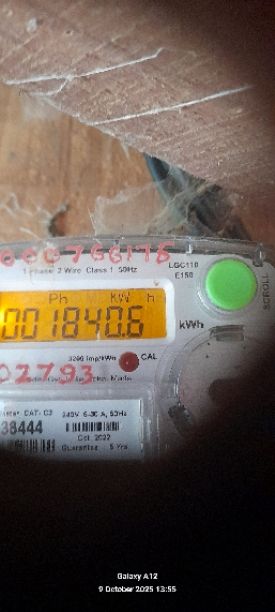 000766175
1 Phase 2 Wire Class 1 50Hz
LGC110
E150
SCROLL
Ph KW h
001840.6
kWh
3200 imp/kWh
CAL
02793
CAT- C2
240V 5-30 A, 50Hz
38444
Oct 2022
Guarantee : 5 Yrs
Galaxy A12
9 October 2025 13:55